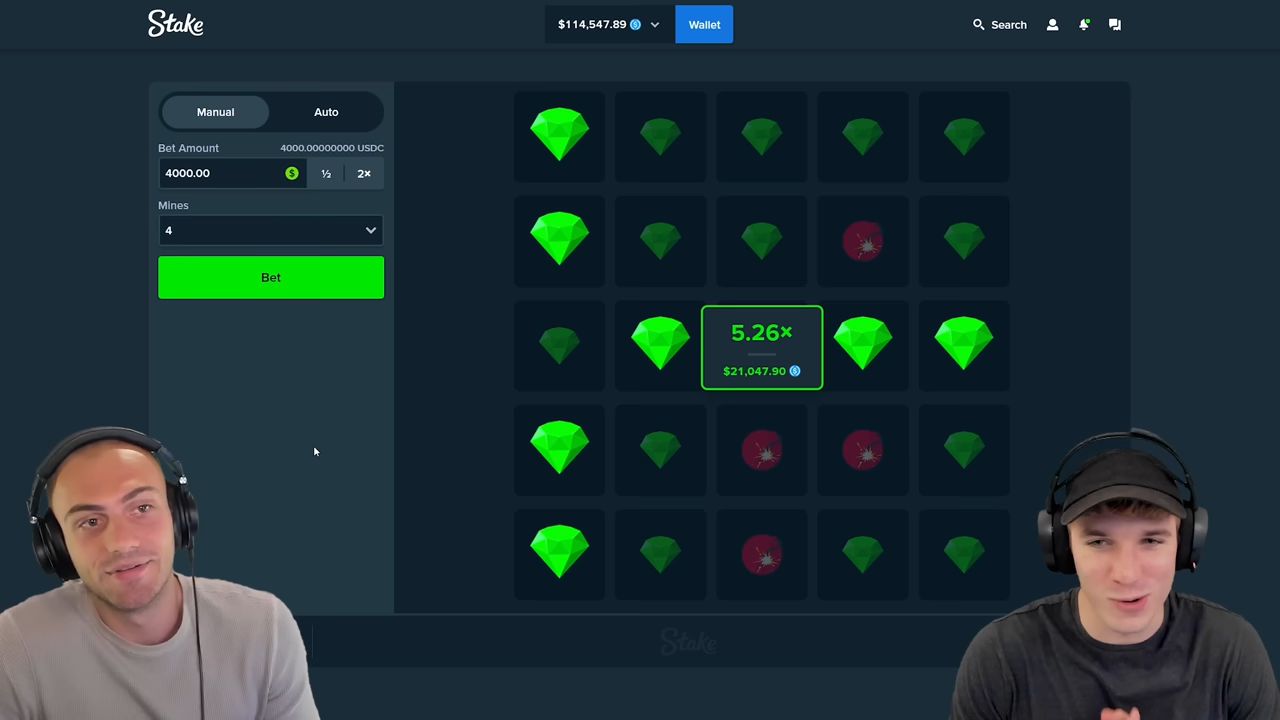 Stake
$114,547.89
Wallet
Search
Manual
Auto
Bet Amount
4000.00000000 USDC
4000.00
½
2×
Mines
4
Bet
5.26×
$21,047.90
Stake